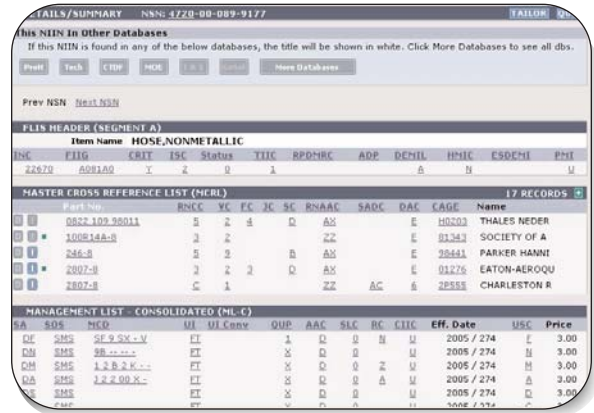 DETAILS/SUMMARY NSN: 4720-00-089-9177 TAILOR
This NIIN In Other Databases
If this NIIN is found in any of the below databases, the title will be shown in white. Click More Databases to see all dbs.
Tech CTDF MOE More Databases
Prev NSN Next NSN
FLIS HEADER (SEGMENT A)
Item Name HOSE,NONMETALLIC
INC FIIG CRIT ISC Status TIIC RPDMRC ADP DEMIL HMIC ESDEMI PMI
22670 A081A0 Y 2 0 1 A N U
MASTER CROSS REFERENCE LIST (MCRL) 17 RECORDS
Part No. RNCC VC FC JC SC RNAAC SADC DAC CAGE Name
0822 109 98011 5 2 4 D AX E H0203 THALES NEDER
100R14A-8 3 2 ZZ E 81343 SOCIETY OF A
246-8 5 9 B AX E 98441 PARKER HANNI
2807-8 3 2 3 D AX E 01276 EATON-AEROQU
2807-8 C 1 ZZ AC 6 2P555 CHARLESTON R
MANAGEMENT LIST - CONSOLIDATED (ML-C)
SA SOS MCD UI UI Conv QUP AAC SLC RC CIIC Eff. Date USC Price
DF SMS SF 9 SX - V FT 1 D 0 N U 2005 / 274 F 3.00
DN SMS 9B -- -- - FT X D 0 U 2005 / 274 N 3.00
DM SMS 1 2 B 2 K - - FT X D 0 Z U 2005 / 274 M 3.00
DA SMS J 2 2 00 X - FT X D 0 A U 2005 / 274 A 3.00
DS SMS FT X D 0 U 2005 / 274 D 3.00